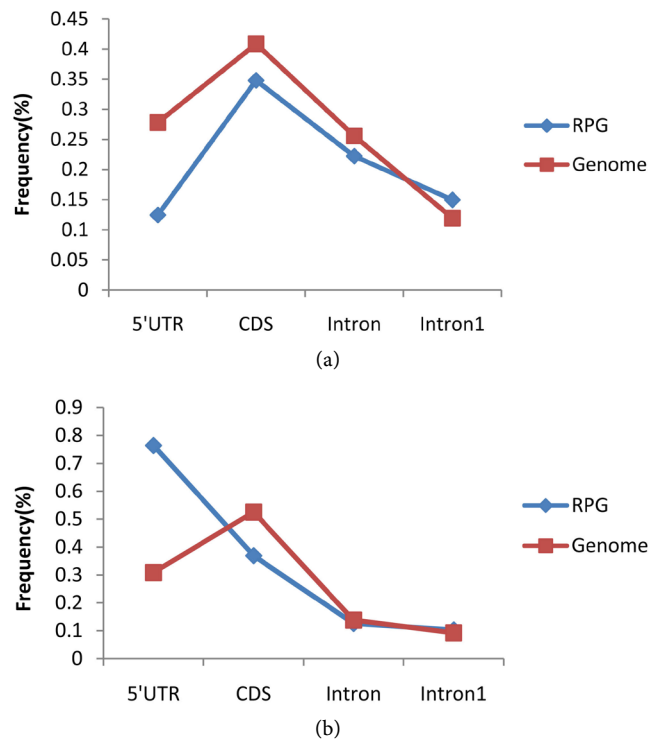 0.45
0.4
0.35
0.3
0.25
0.2
0.15
0.1
0.05
0
Frequency(%)
5'UTR CDS Intron Intron1
RPG
Genome
(a)
0.9
0.8
0.7
0.6
0.5
0.4
0.3
0.2
0.1
0
Frequency(%)
5'UTR CDS Intron Intron1
RPG
Genome
(b)